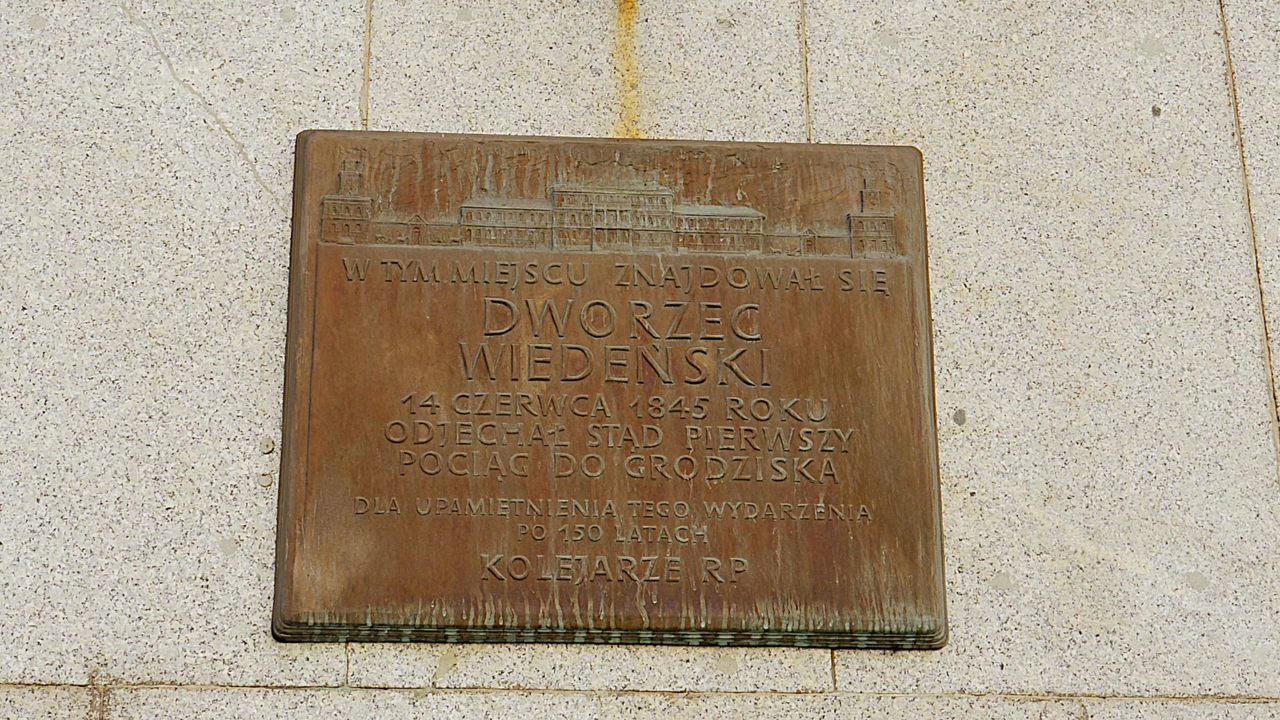 W TYM MIEJSCU ZNAJDOWAŁ SIĘ
DWORZEC
WIEDEŃSKI
14 CZERWCA 1845 ROKU
ODJECHAŁ STĄD PIERWSZY
POCIĄG DO GRODZISKA
DLA UPAMIĘTNIENIA TEGO WYDARZENIA
PO 150 LATACH
KOLEJARZE RP